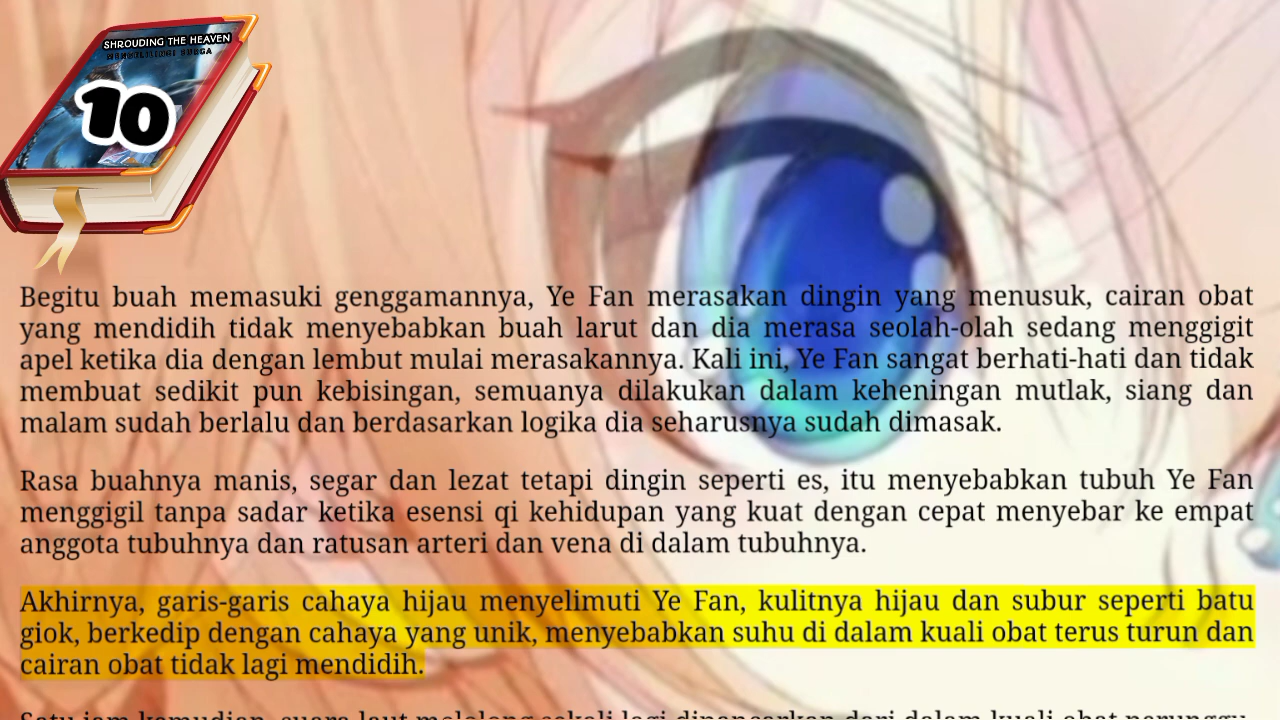 SHROUDING THE HEAVEN
10
Begitu buah memasuki genggamannya, Ye Fan merasakan dingin yang menusuk, cairan obat
yang mendidih tidak menyebabkan buah larut dan dia merasa seolah-olah sedang menggigit
apel ketika dia dengan lembut mulai merasakannya. Kali ini, Ye Fan sangat berhati-hati dan tidak
membuat sedikit pun kebisingan, semuanya dilakukan dalam keheningan mutlak, siang dan
malam sudah berlalu dan berdasarkan logika dia seharusnya sudah dimasak.
Rasa buahnya manis, segar dan lezat tetapi dingin seperti es, itu menyebabkan tubuh Ye Fan
menggigil tanpa sadar ketika esensi qi kehidupan yang kuat dengan cepat menyebar ke empat
anggota tubuhnya dan ratusan arteri dan vena di dalam tubuhnya.
Akhirnya, garis-garis cahaya hijau menyelimuti Ye Fan, kulitnya hijau dan subur seperti batu
giok, berkedip dengan cahaya yang unik, menyebabkan suhu di dalam kuali obat terus turun dan
cairan obat tidak lagi mendidih.